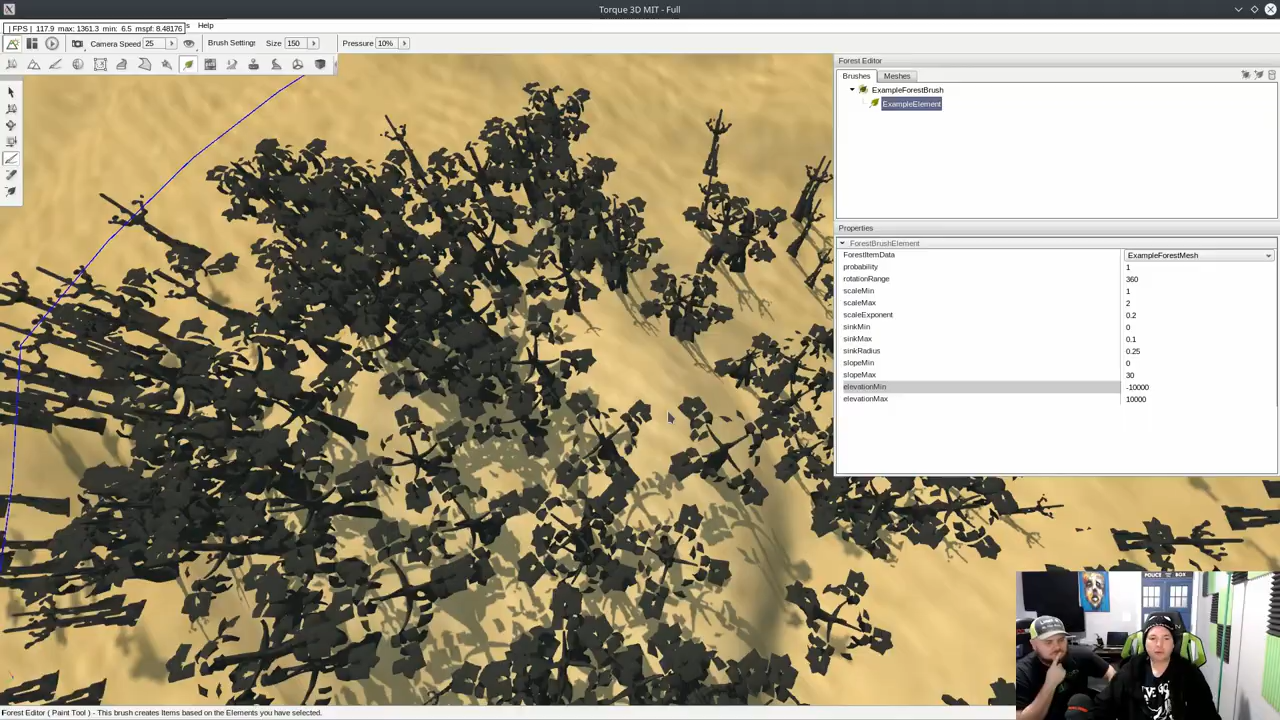 Torque 3D MIT - Full
| FPS | 117.9 max: 1361.3 min: 6.5 mspf: 8.48176
Help
Camera Speed 25 Brush Settings Size 150 Pressure 10%
Forest Editor
Brushes Meshes
ExampleForestBrush
ExampleElement
Properties
ForestBrushElement
ForestItemData ExampleForestMesh
probability 1
rotationRange 360
scaleMin 1
scaleMax 2
scaleExponent 0.2
sinkMin 0
sinkMax 0.1
sinkRadius 0.25
slopeMin 0
slopeMax 30
elevationMin -10000
elevationMax 10000
POLICE BOX
Forest Editor ( Paint Tool ) - This brush creates Items based on the Elements you have selected.